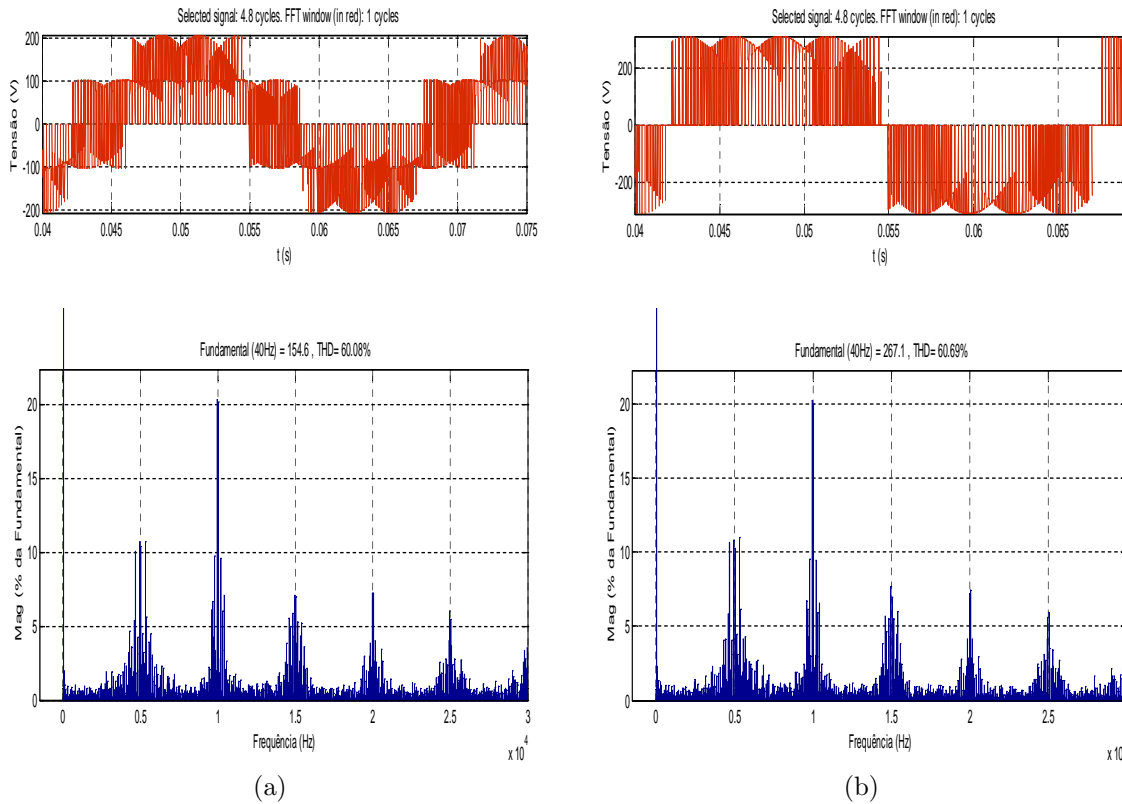 Selected signal: 4.8 cycles. FFT window (in red): 1 cycles
Tensão (V)
200
100
0
-100
-200
0.04 0.045 0.05 0.055 0.06 0.065 0.07 0.075
t (s)
Fundamental (40Hz) = 154.6 , THD= 60.08%
Mag (% da Fundamental)
20
15
10
5
0
0 0.5 1 1.5 2 2.5 3
x 10^4
Frequência (Hz)
(a)
Selected signal: 4.8 cycles. FFT window (in red): 1 cycles
Tensão (V)
200
0
-200
0.04 0.045 0.05 0.055 0.06 0.065
t (s)
Fundamental (40Hz) = 267.1 , THD= 60.69%
Mag (% da Fundamental)
20
15
10
5
0
0 0.5 1 1.5 2 2.5
x 10
Frequência (Hz)
(b)